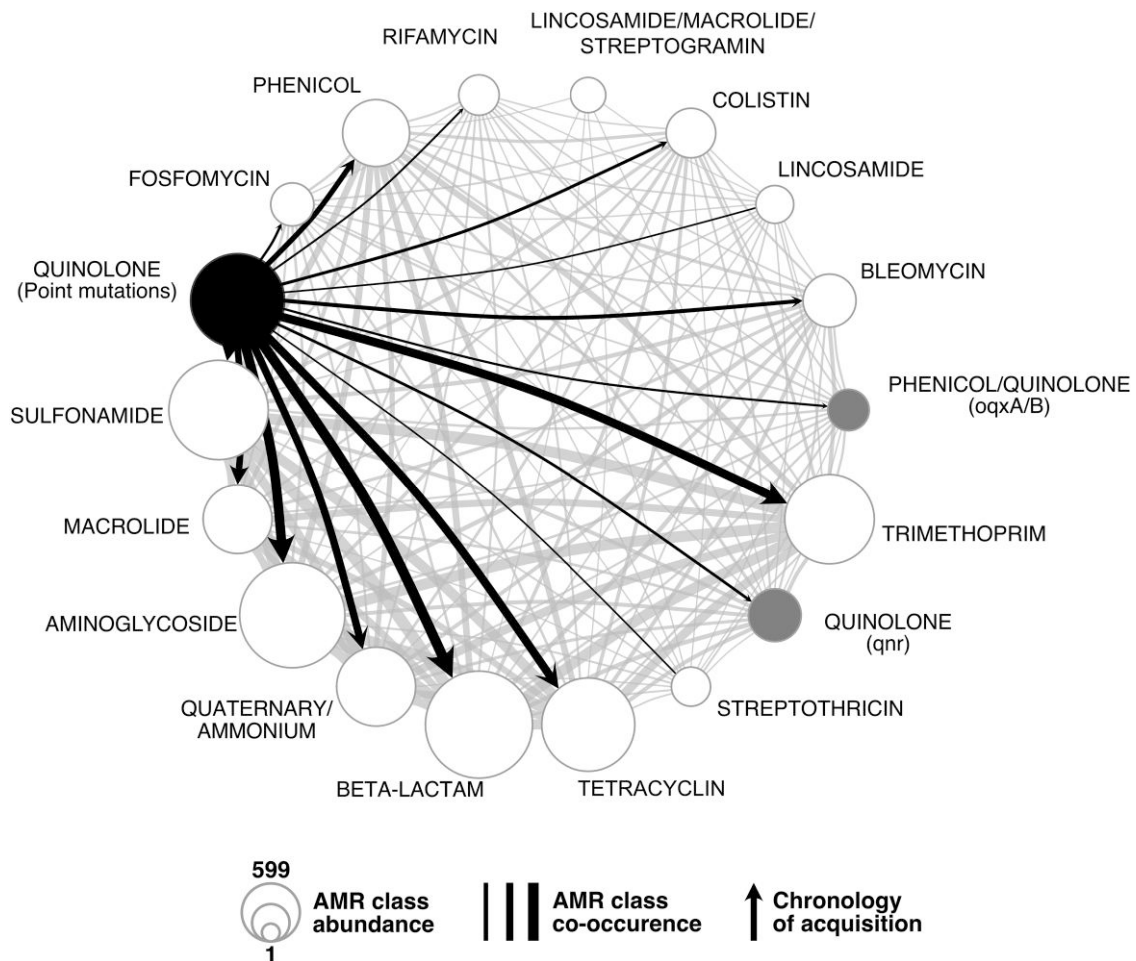 LINCOSAMIDE/MACROLIDE/
STREPTOGRAMIN
RIFAMYCIN
PHENICOL
COLISTIN
FOSFOMYCIN
LINCOSAMIDE
QUINOLONE
(Point mutations)
BLEOMYCIN
PHENICOL/QUINOLONE
(oqxA/B)
SULFONAMIDE
MACROLIDE
TRIMETHOPRIM
AMINOGLYCOSIDE
QUINOLONE
(qnr)
QUATERNARY/
AMMONIUM
STREPTOTHRICIN
BETA-LACTAM
TETRACYCLIN
599
1
AMR class
abundance
AMR class
co-occurence
Chronology
of acquisition